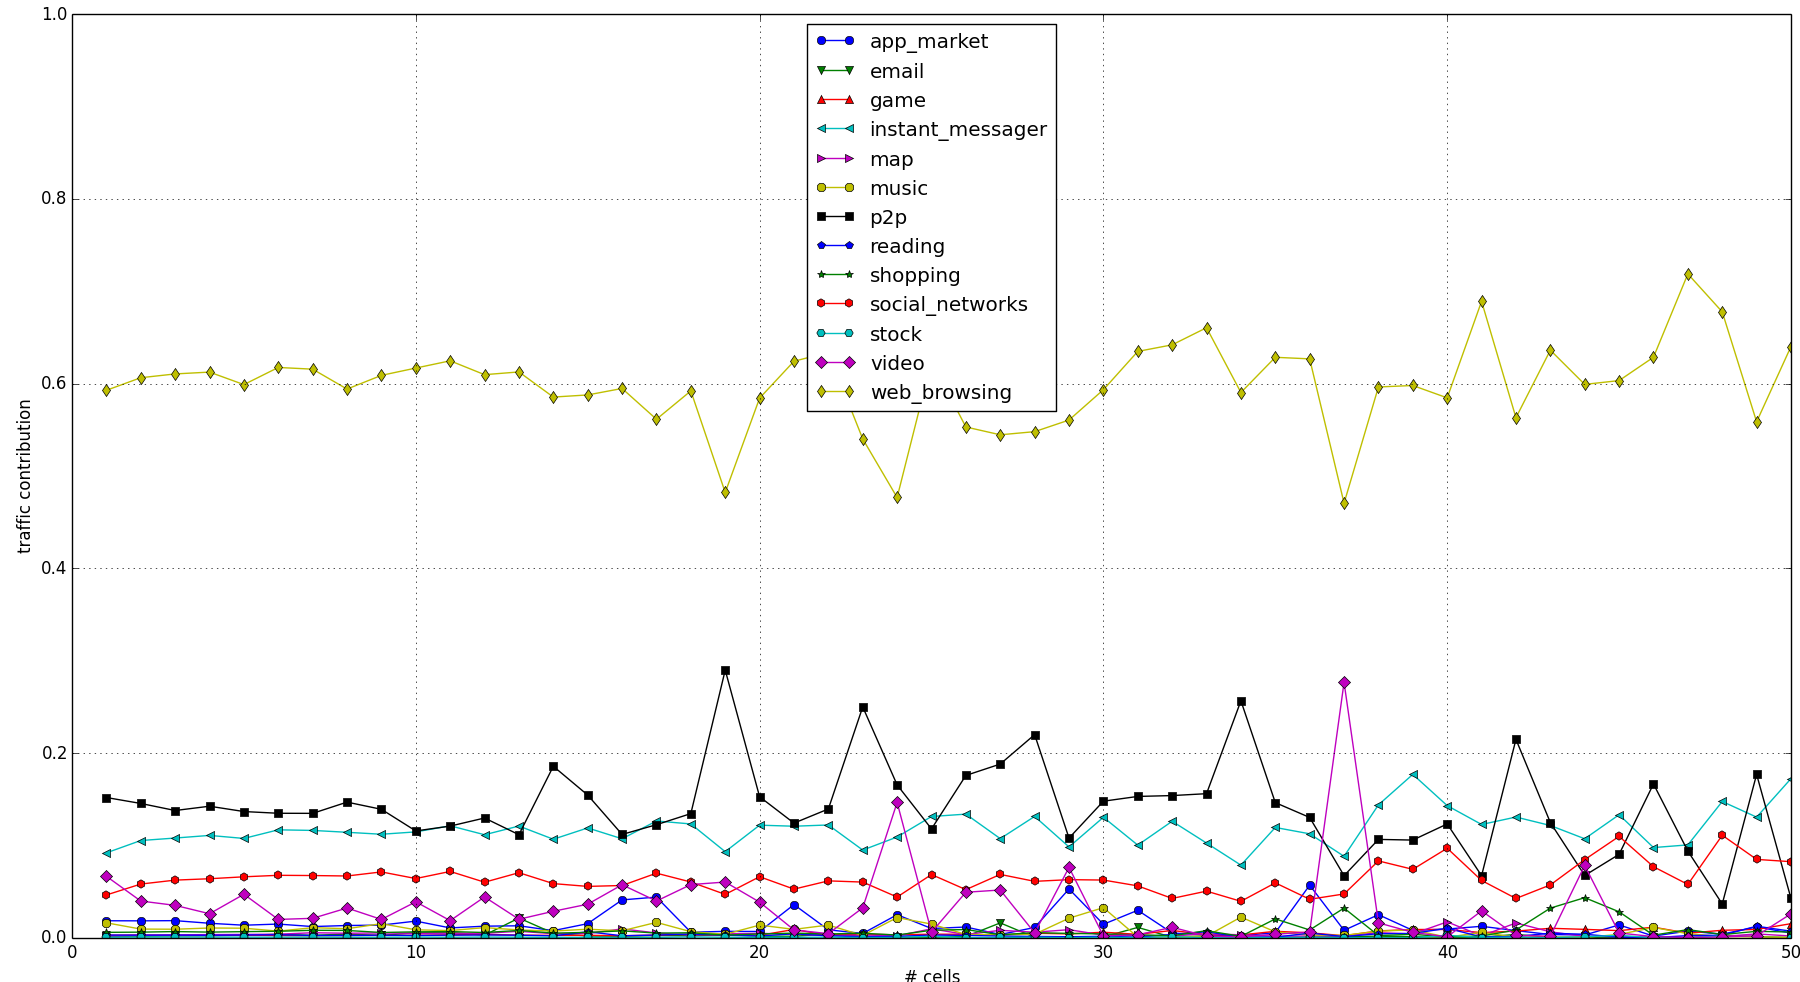 1.0
0.8
0.6
0.4
0.2
0.0
0
10
20
30
40
50
traffic contribution
# cells
app_market
email
game
instant_messager
map
music
p2p
reading
shopping
social_networks
stock
video
web_browsing